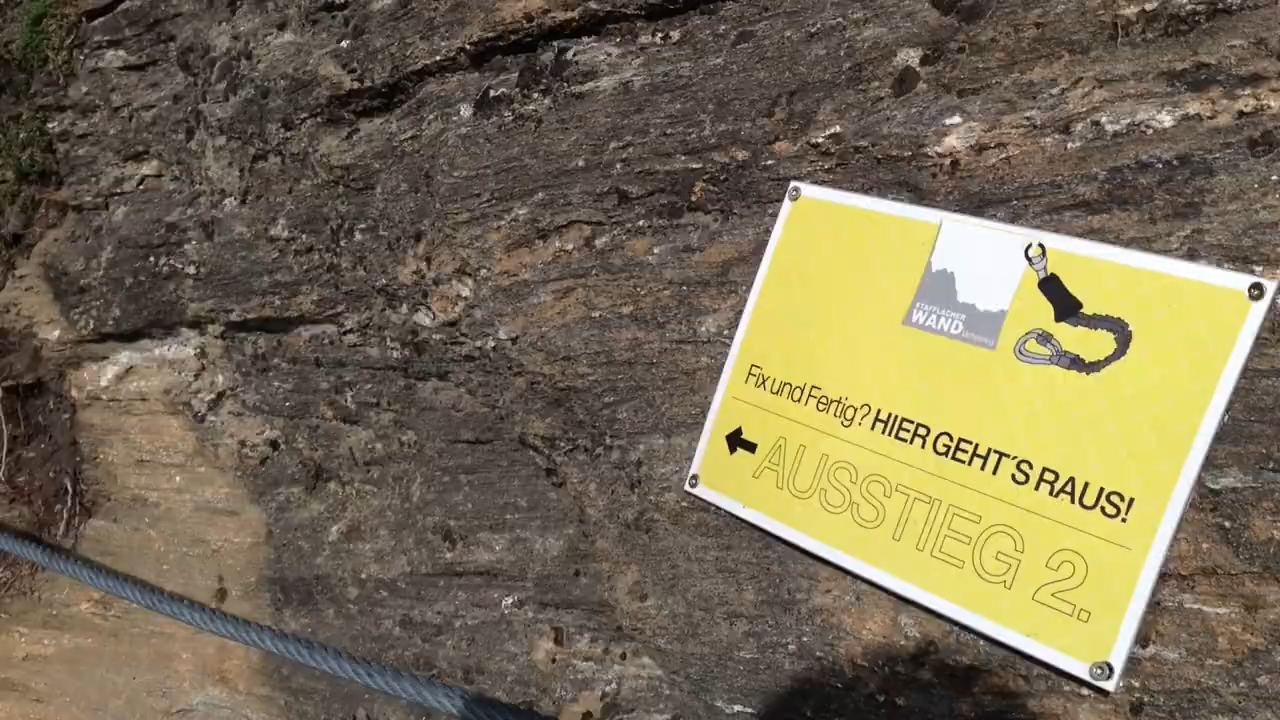 STAFFLACHER
WAND
Fix und Fertig? HIER GEHT´S RAUS!
AUSSTIEG 2.